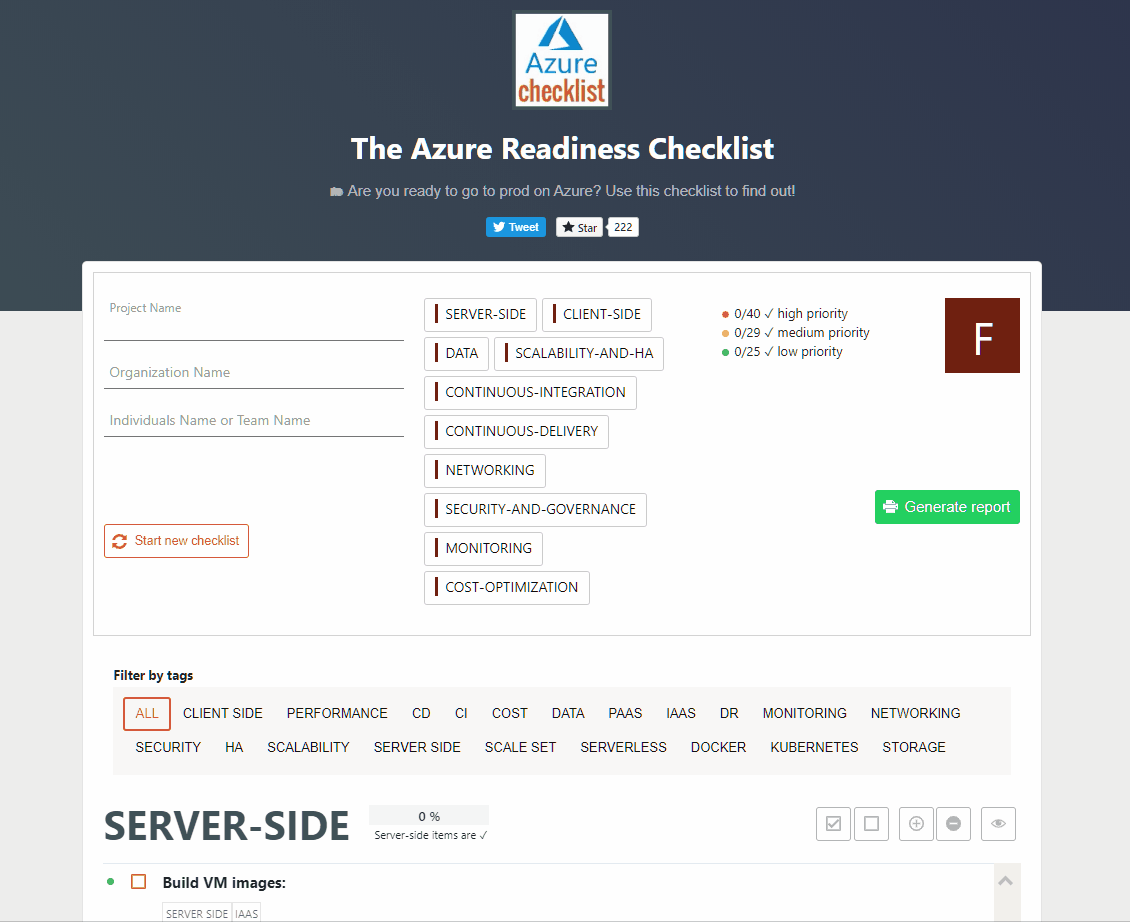 Azure
checklist
The Azure Readiness Checklist
Are you ready to go to prod on Azure? Use this checklist to find out!
Tweet
Star
222
Project Name
Organization Name
Individuals Name or Team Name
Start new checklist
SERVER-SIDE
CLIENT-SIDE
DATA
SCALABILITY-AND-HA
CONTINUOUS-INTEGRATION
CONTINUOUS-DELIVERY
NETWORKING
SECURITY-AND-GOVERNANCE
MONITORING
COST-OPTIMIZATION
0/40 ✓ high priority
0/29 ✓ medium priority
0/25 ✓ low priority
F
Generate report
Filter by tags
ALL CLIENT SIDE PERFORMANCE CD CI COST DATA PAAS IAAS DR MONITORING NETWORKING
SECURITY HA SCALABILITY SERVER SIDE SCALE SET SERVERLESS DOCKER KUBERNETES STORAGE
SERVER-SIDE
0 %
Server-side items are ✓
Build VM images:
SERVER SIDE IAAS